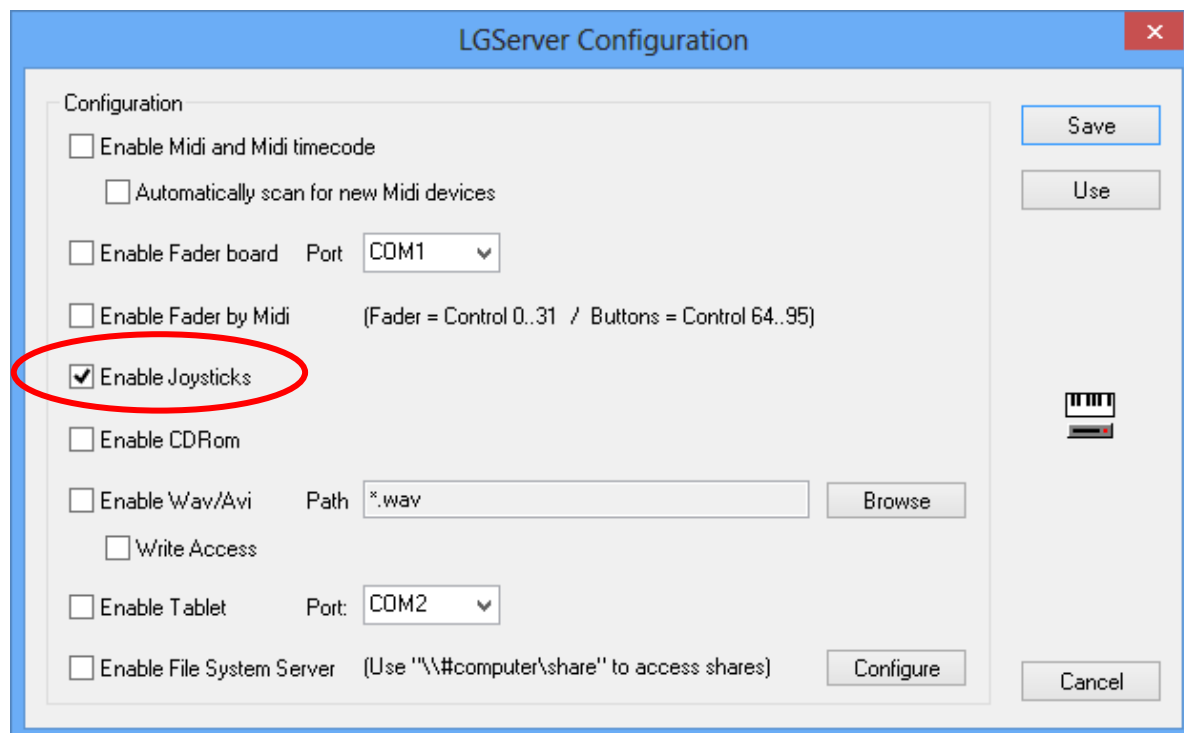 LGServer Configuration
Configuration
Save
Enable Midi and Midi timecode
Automatically scan for new Midi devices
Use
Enable Fader board Port COM1
Enable Fader by Midi (Fader = Control 0..31 / Buttons = Control 64..95)
Enable Joysticks
Enable CDRom
Enable Wav/Avi Path *.wav Browse
Write Access
Enable Tablet Port: COM2
Enable File System Server (Use "\\#computer\share" to access shares) Configure
Cancel